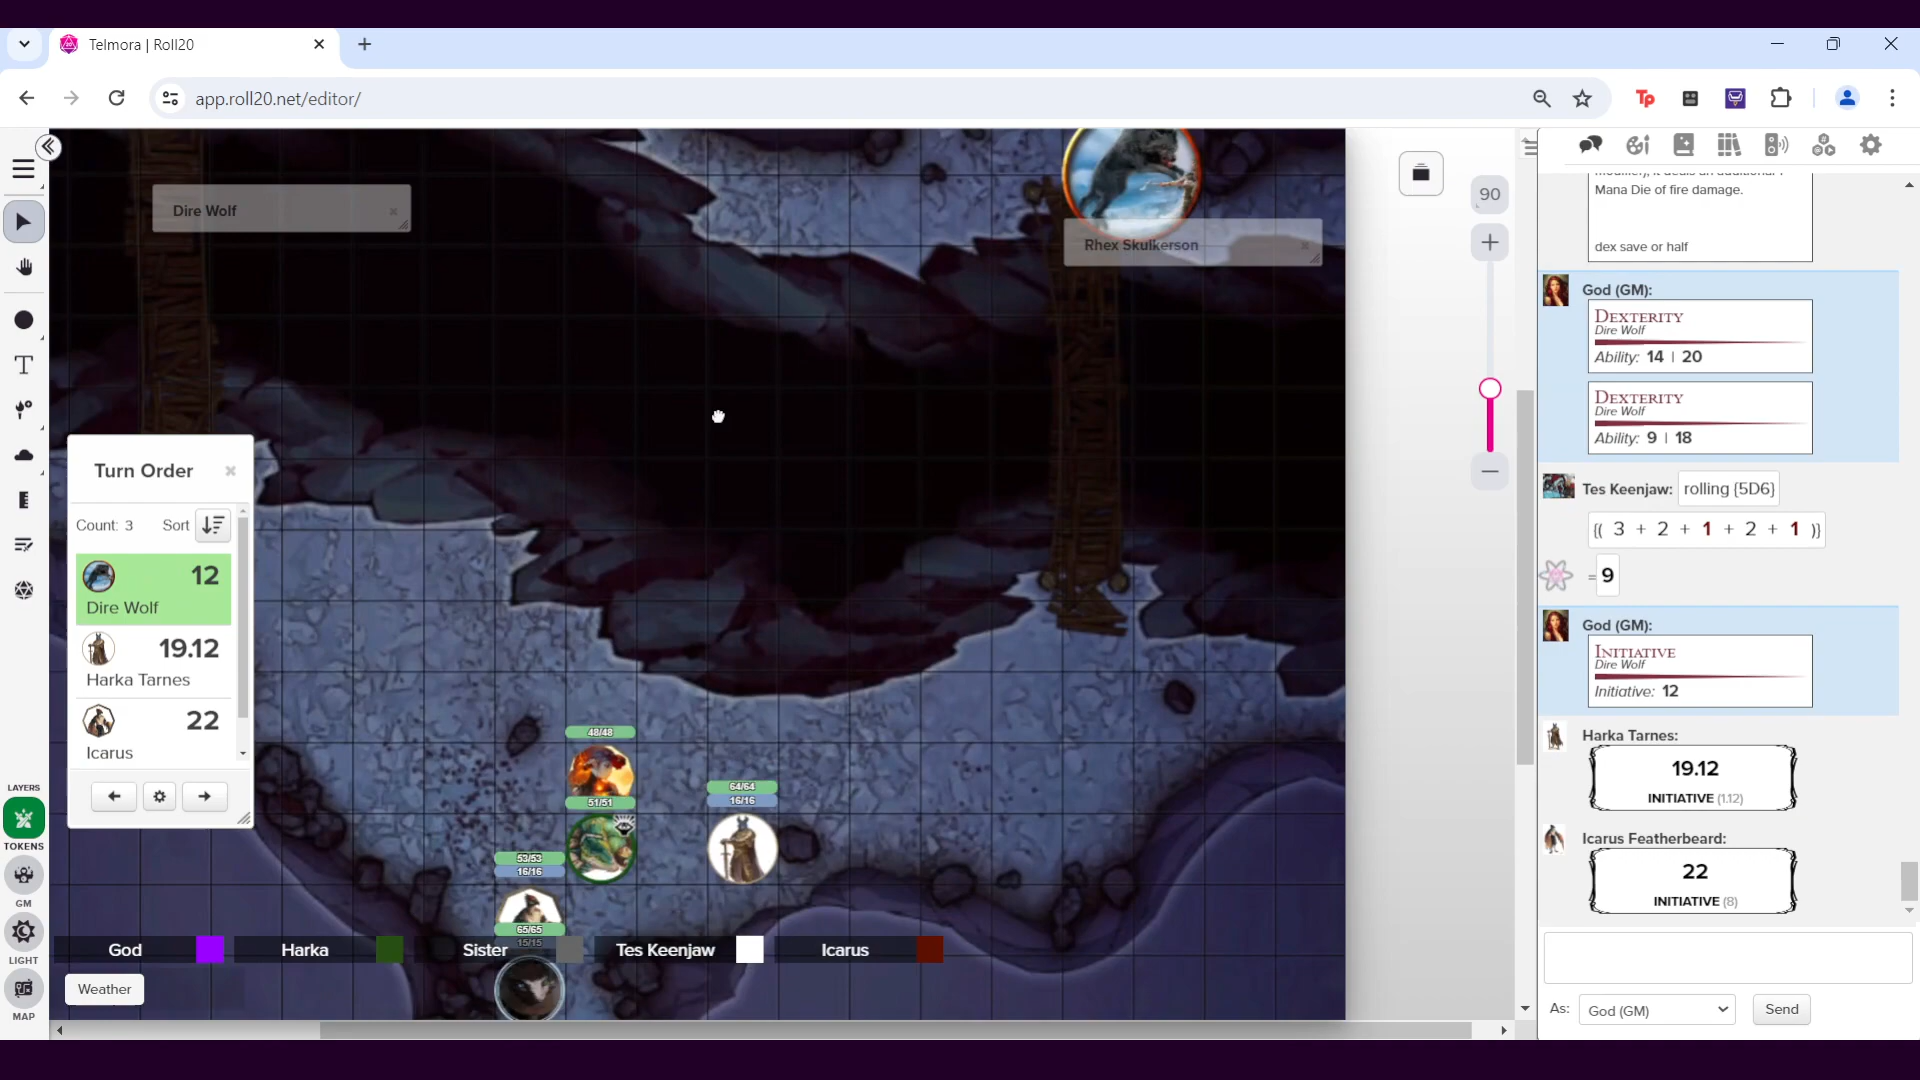 Telmora | Roll20
app.roll20.net/editor/
Dire Wolf
Rhex Skulkerson
90
Turn Order
Count: 3
Sort
12
Dire Wolf
19.12
Harka Tarnes
22
Icarus
48/48
51/51
64/64
16/16
53/53
16/16
65/65
15/15
God
Harka
Sister
Tes Keenjaw
Icarus
Weather
LAYERS
TOKENS
GM
LIGHT
MAP
Mana Die of fire damage.
dex save or half
God (GM):
DEXTERITY
Dire Wolf
Ability: 14 | 20
DEXTERITY
Dire Wolf
Ability: 9 | 18
Tes Keenjaw: rolling {5D6}
{( 3 + 2 + 1 + 2 + 1 )}
= 9
God (GM):
INITIATIVE
Dire Wolf
Initiative: 12
Harka Tarnes:
19.12
INITIATIVE (1.12)
Icarus Featherbeard:
22
INITIATIVE (8)
As: God (GM)
Send